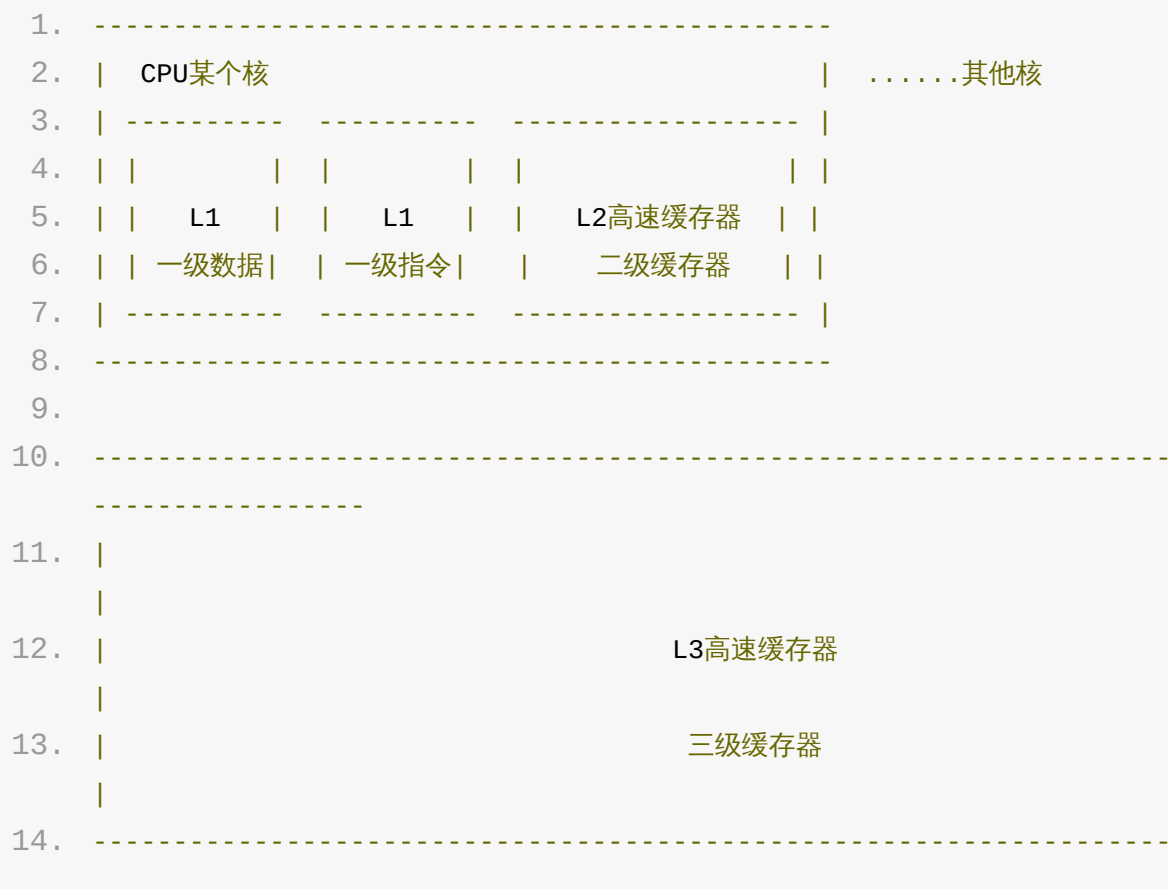 1. ----------------------------------------------
2. |  CPU某个核                                  |  ......其他核
3. | ----------  ----------  ------------------ |
4. | |        |  |        |  |                | |
5. | |   L1   |  |   L1   |  |   L2高速缓存器  | |
6. | | 一级数据|  | 一级指令|   |    二级缓存器   | |
7. | ----------  ----------  ------------------ |
8. ----------------------------------------------
9.
10. -------------------------------------------------------------------
-----------------
11. |
|
12. |                                   L3高速缓存器
|
13. |                                    三级缓存器
|
14. -------------------------------------------------------------------